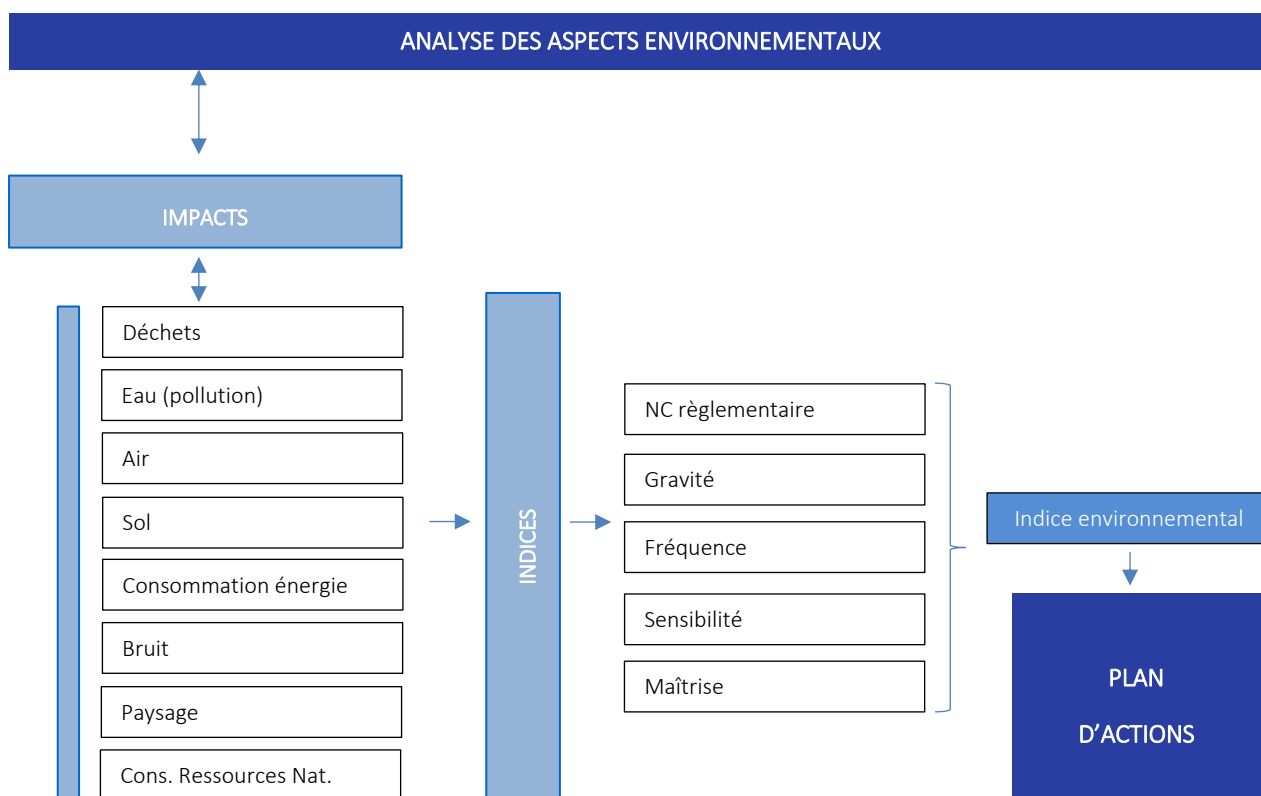 ANALYSE DES ASPECTS ENVIRONNEMENTAUX
IMPACTS
Déchets
Eau (pollution)
Air
Sol
Consommation énergie
Bruit
Paysage
Cons. Ressources Nat.
INDICES
NC règlementaire
Gravité
Fréquence
Sensibilité
Maîtrise
Indice environnemental
PLAN
D’ACTIONS